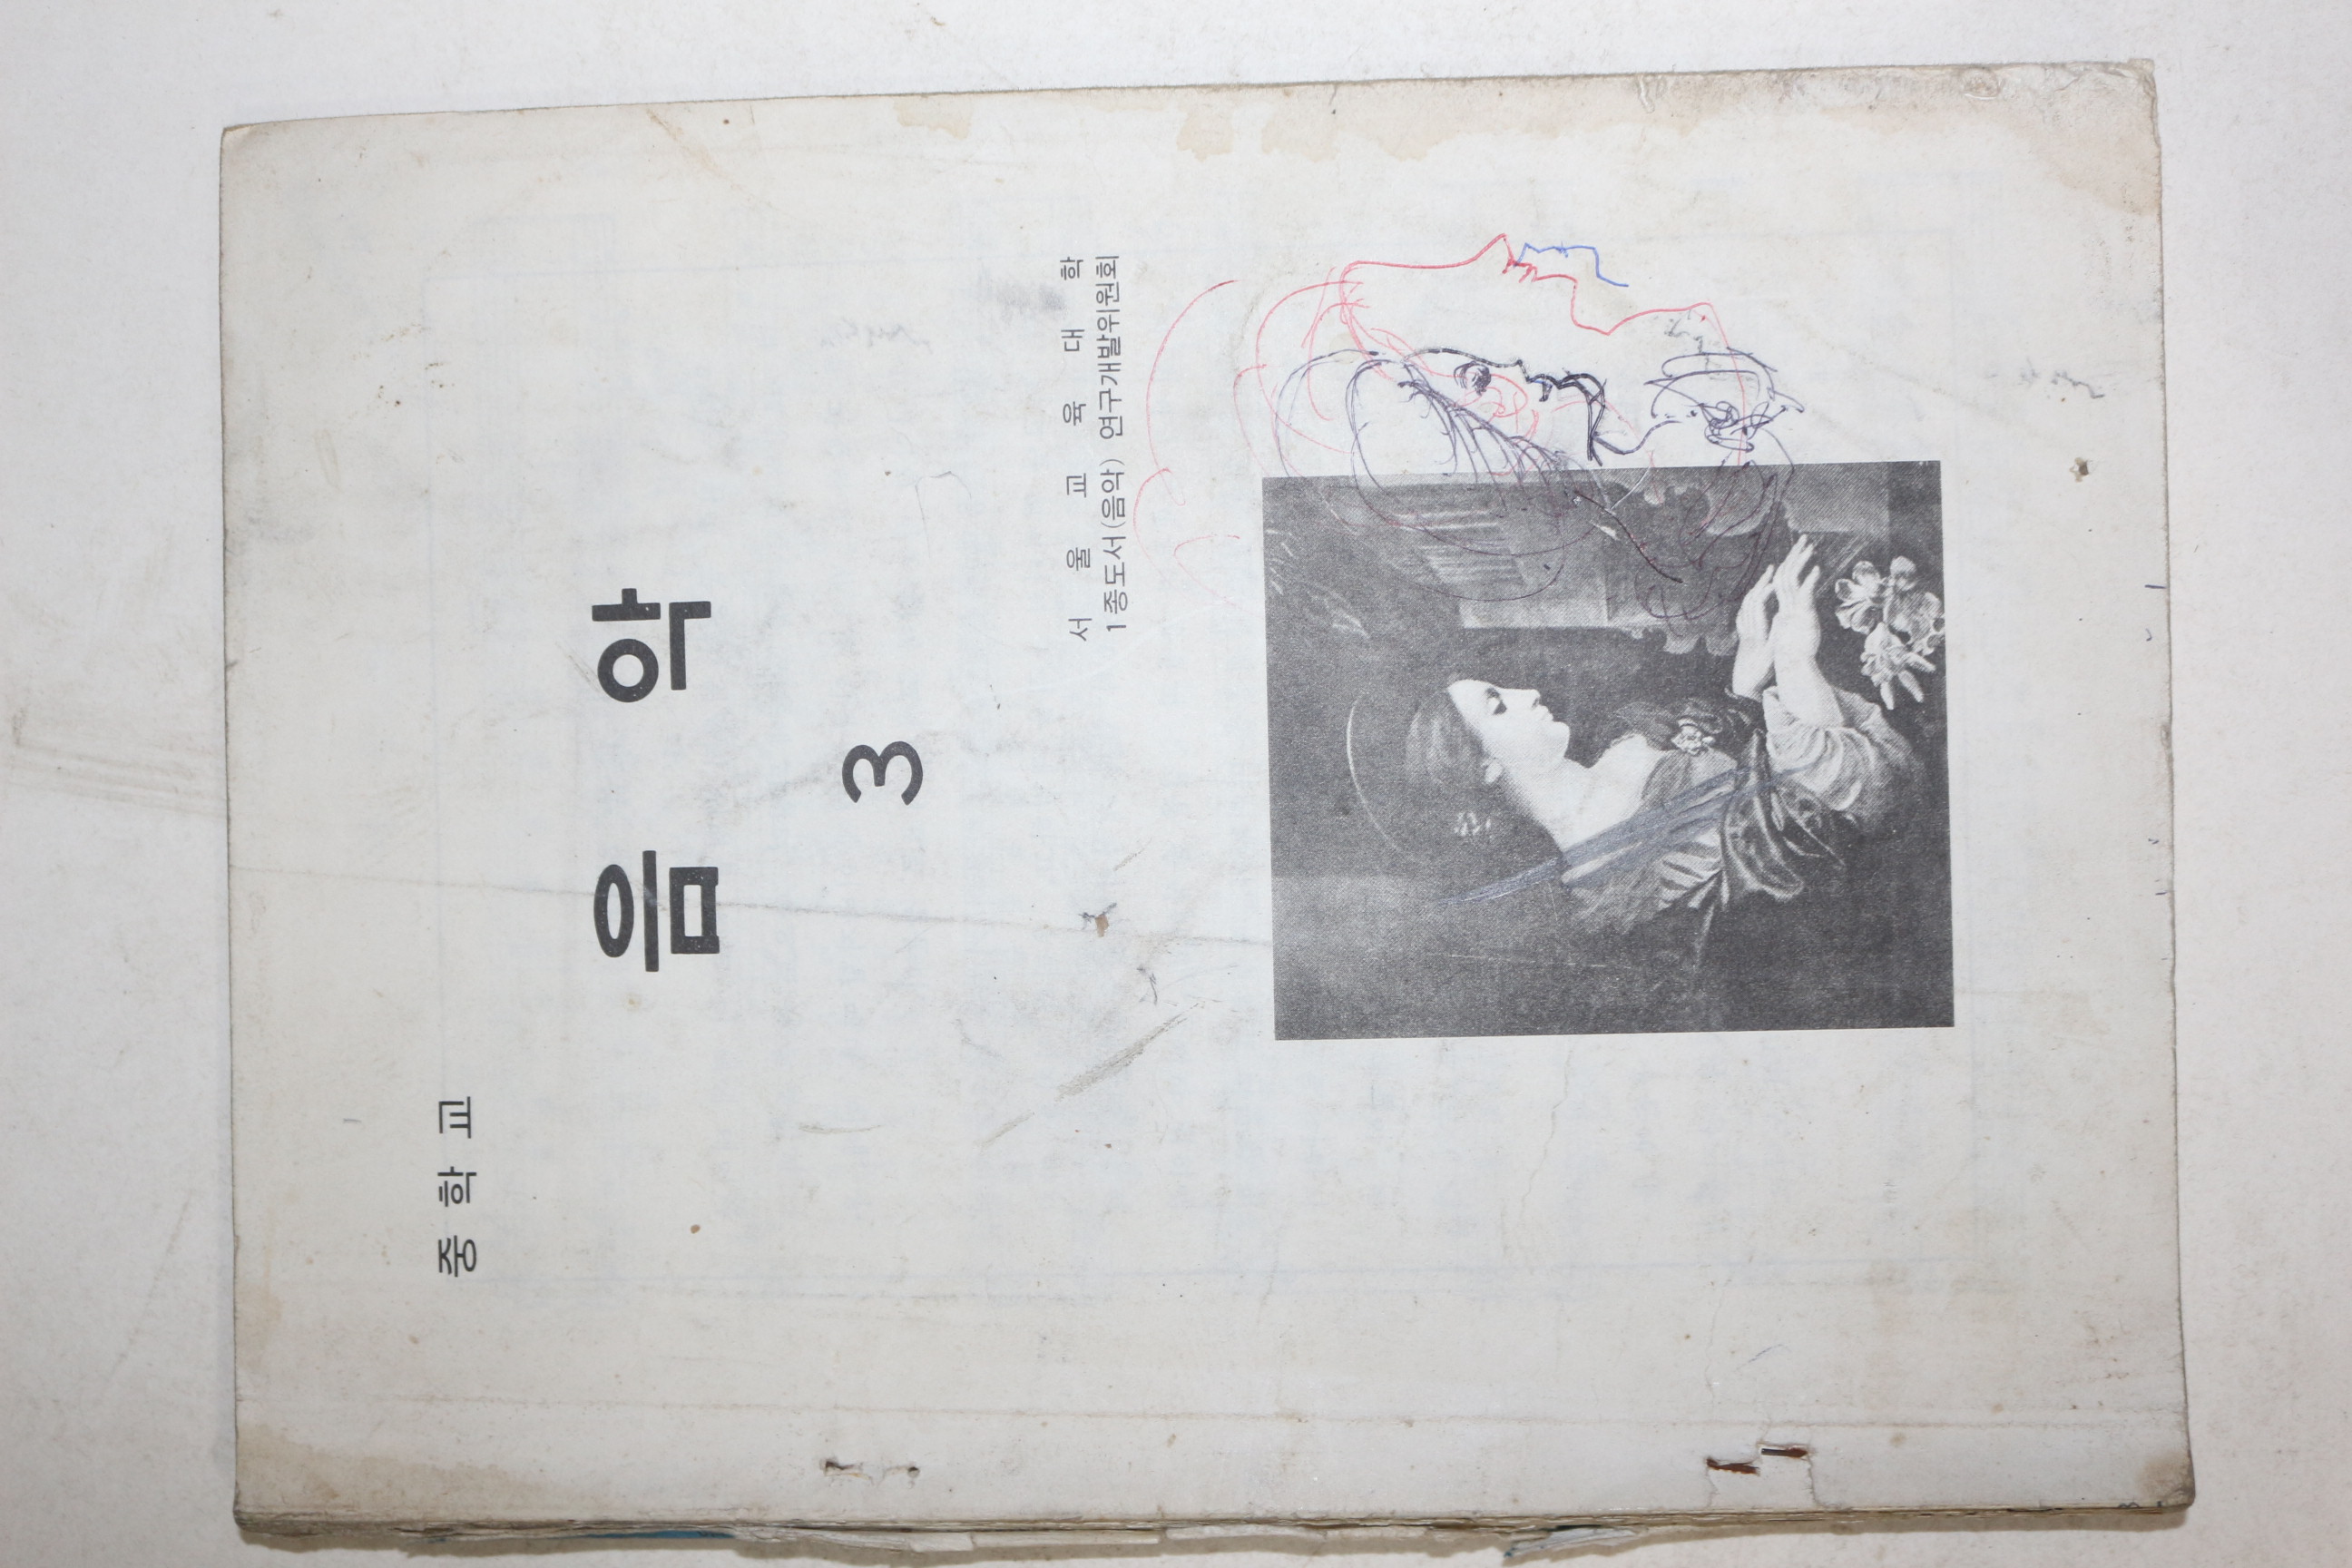 중 학 교
음 악
3
서 울 교 육 대 학
1종도서(음악) 연구개발위원회